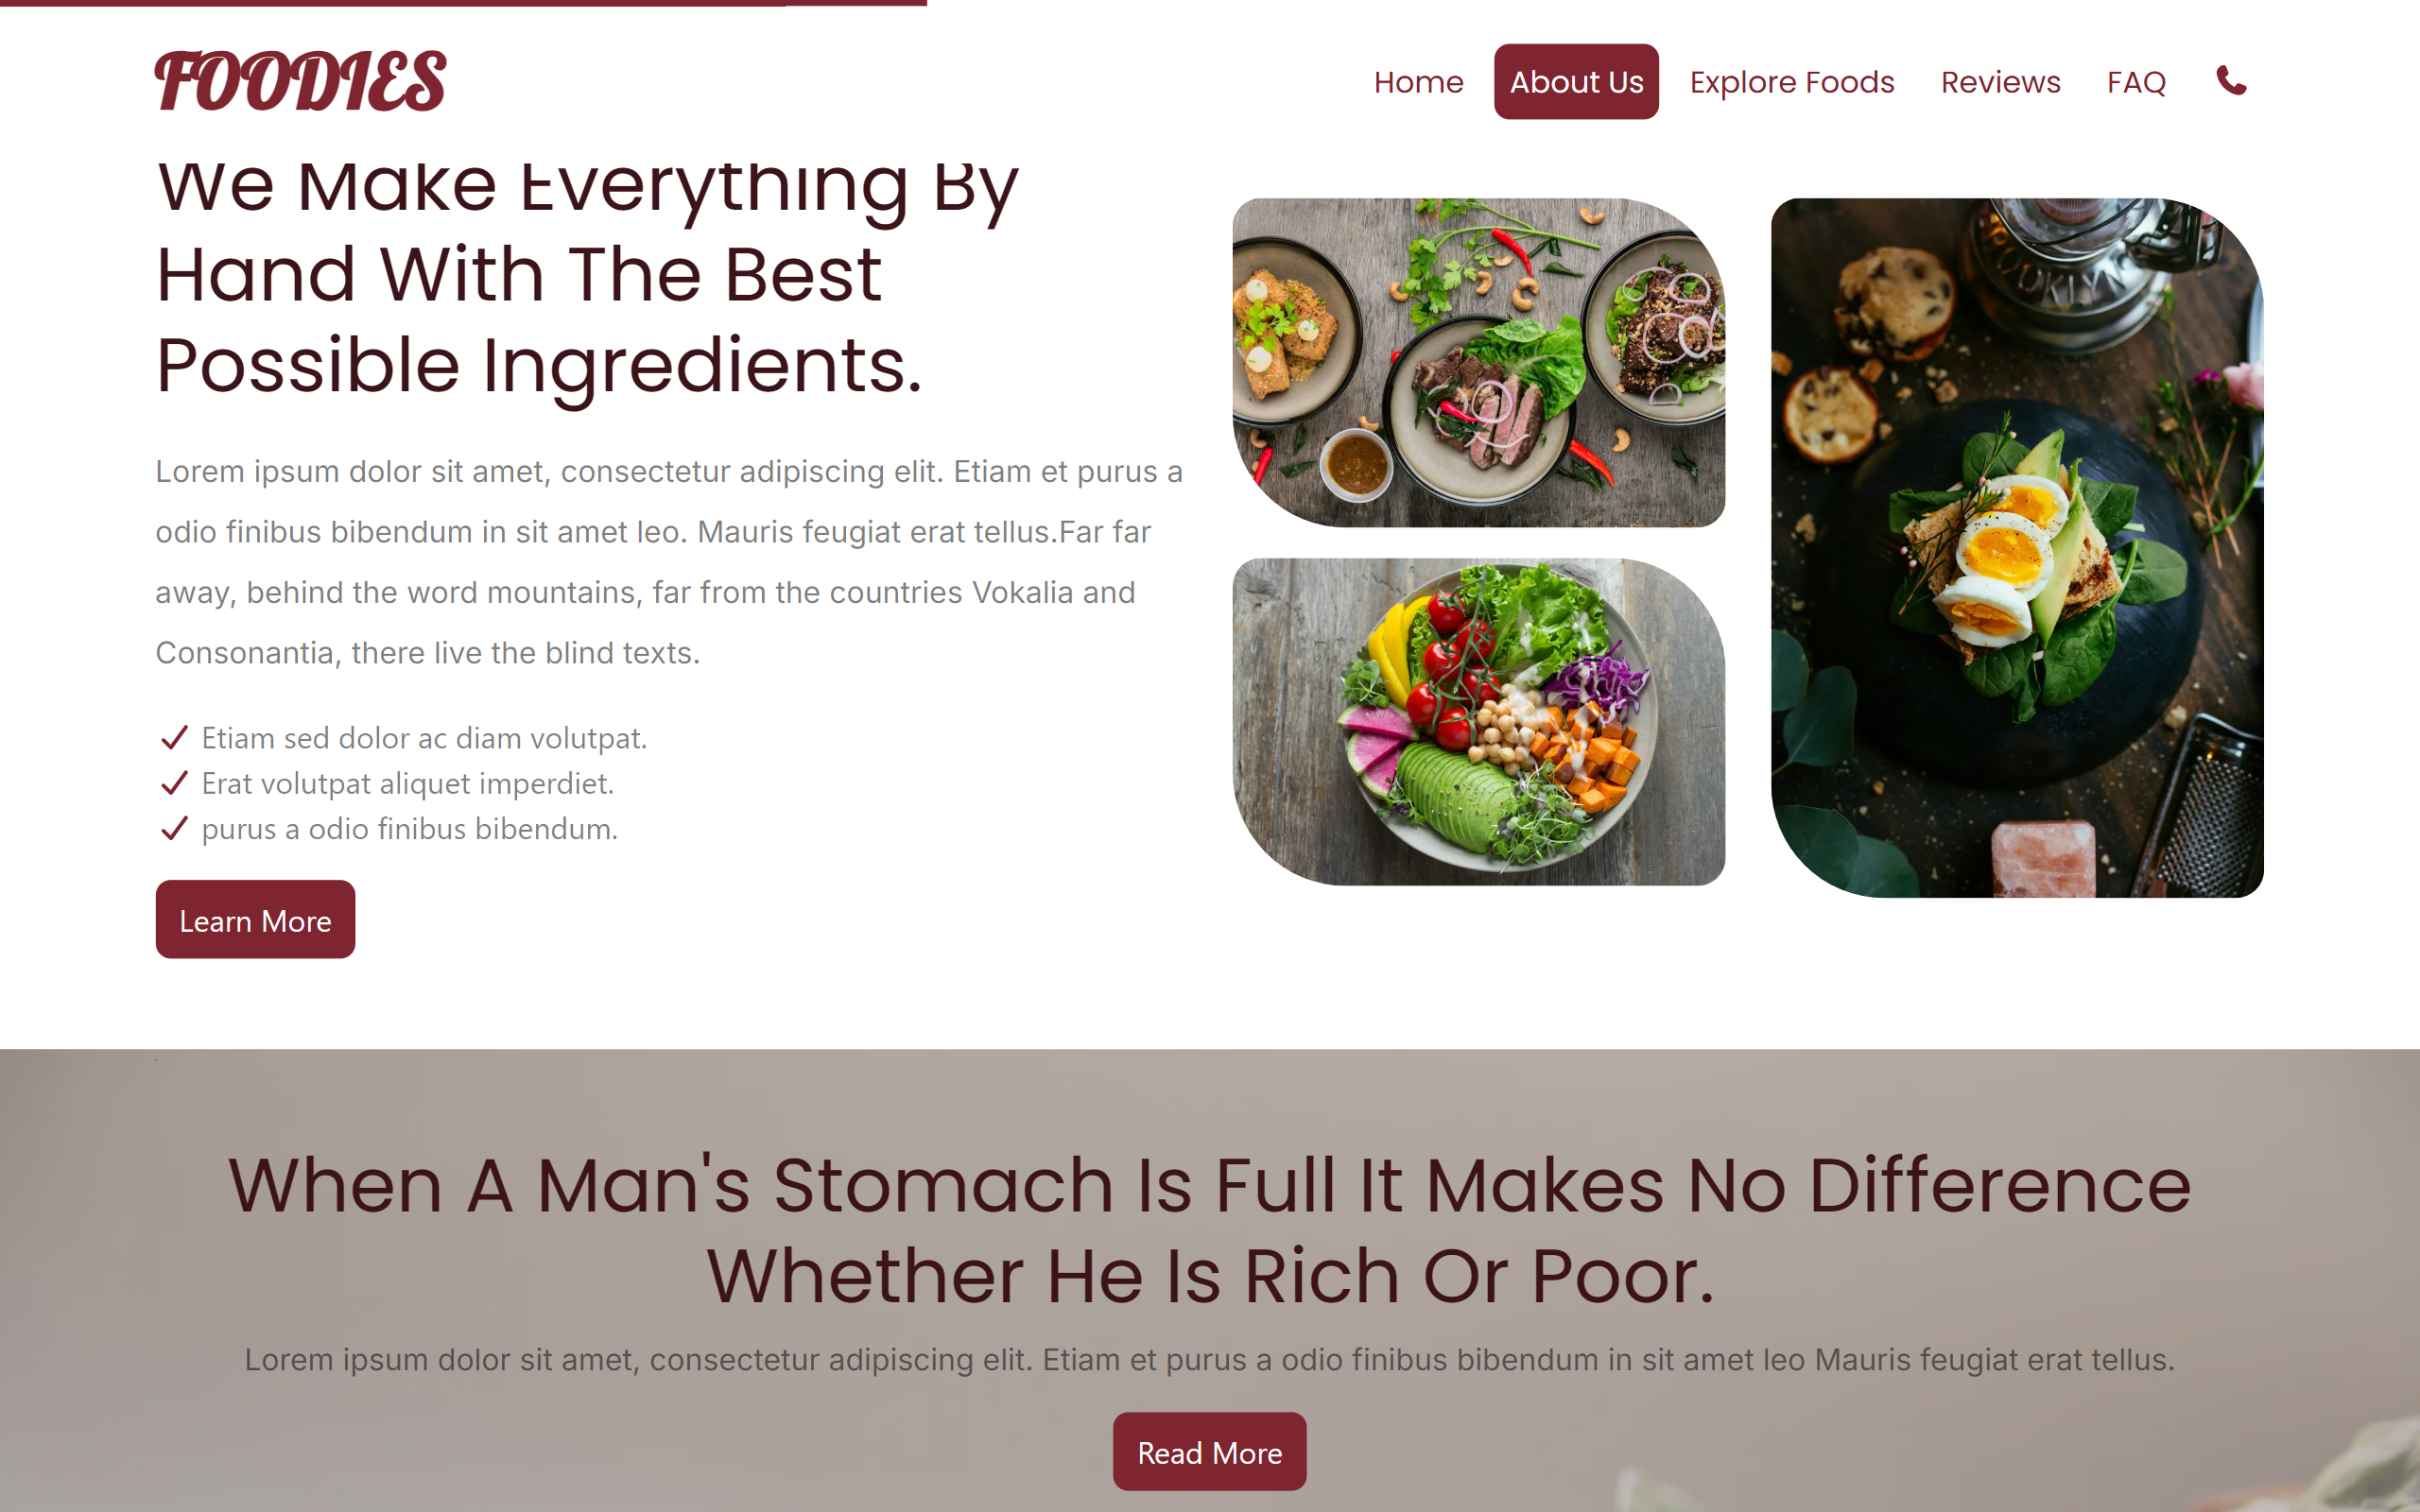 FOODIES
Home About Us Explore Foods Reviews FAQ
We Make Everything By
Hand With The Best
Possible Ingredients.
Lorem ipsum dolor sit amet, consectetur adipiscing elit. Etiam et purus a
odio finibus bibendum in sit amet leo. Mauris feugiat erat tellus.Far far
away, behind the word mountains, far from the countries Vokalia and
Consonantia, there live the blind texts.
Etiam sed dolor ac diam volutpat.
Erat volutpat aliquet imperdiet.
purus a odio finibus bibendum.
Learn More
When A Man's Stomach Is Full It Makes No Difference
Whether He Is Rich Or Poor.
Lorem ipsum dolor sit amet, consectetur adipiscing elit. Etiam et purus a odio finibus bibendum in sit amet leo Mauris feugiat erat tellus.
Read More